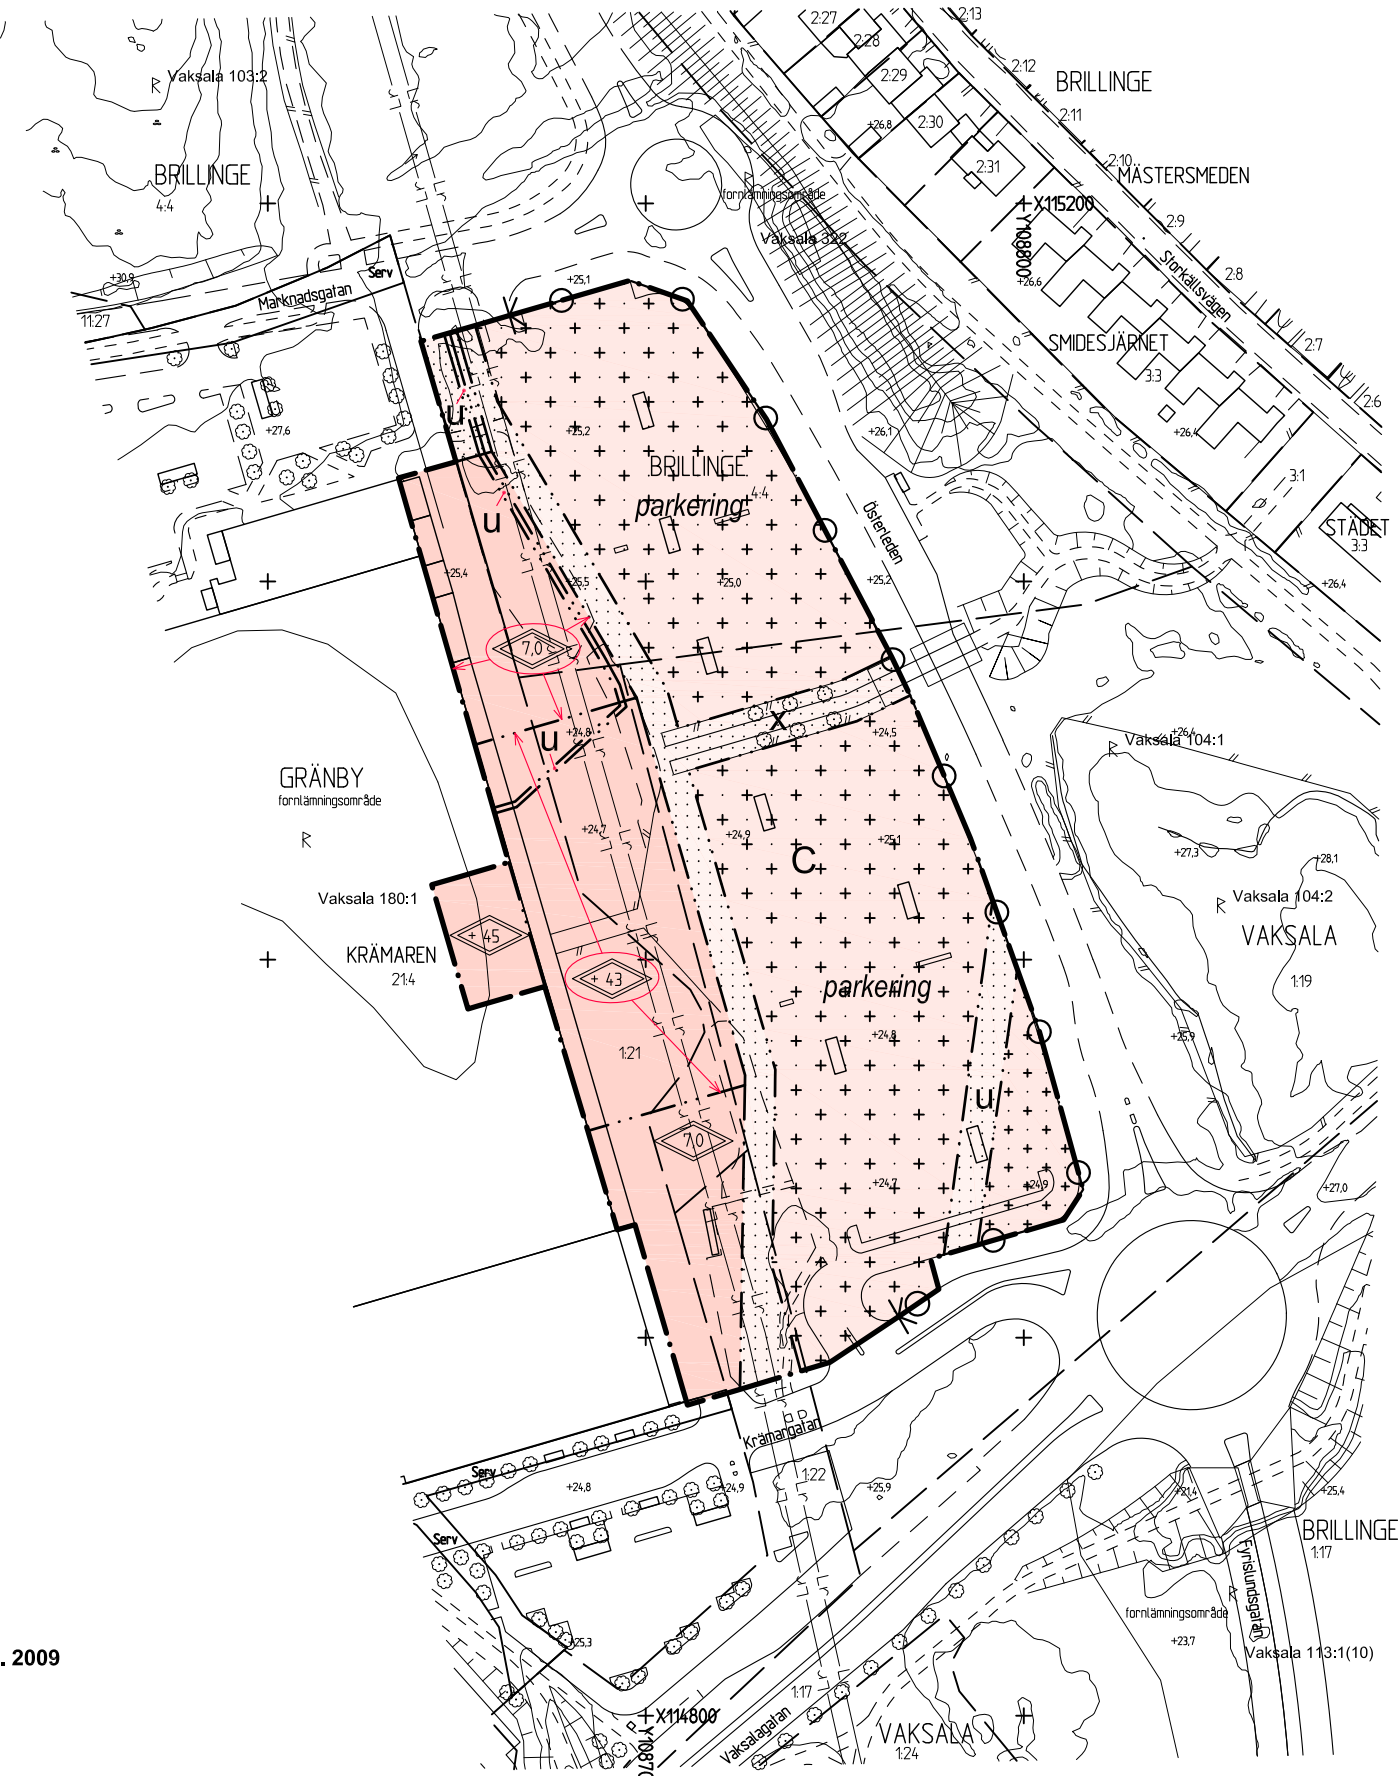 2:13
2:27
2:28
2:12
BRILLINGE
Vaksala 103:2
2:29
2:11
+26,8
2:30
2:10
BRILLINGE
2:31
MÄSTERSMEDEN
4:4
fornlämningsområde
X115200
Y108800
2:9
Vaksala 322
Storkällsvägen
2:8
+30,9
Serv
+25,1
+26,6
Marknadsgatan
11:27
SMIDESJÄRNET
2:7
3:3
2:6
u
+27,6
+25,2
+26,1
+26,4
BRILLINGE
4:4
3:1
parkering
u
Österleden
STÄDET
3:3
+25,4
+25,5
+25,0
+25,2
+26,4
7,0
x
u
+24,8
+24,5
+26,4
Vaksala 104:1
GRÄNBY
fornlämningsområde
+24,7
+24,9
+25,1
C
+27,3
+28,1
Vaksala 180:1
Vaksala 104:2
+ 45
VAKSALA
KRÄMAREN
21:4
+ 43
1:19
parkering
+24,8
+25,9
1:21
u
7,0
+24,7
+24,9
+27,0
Krämargatan
Serv
1:22
+24,8
+24,9
+25,9
+21,4
+25,4
BRILLINGE
1:17
Serv
Fyrislundsgatan
fornlämningsområde
+23,7
+25,3
. 2009
Vaksala 113:1(10)
1:17
X114800
Y10870
Vaksalagatan
VAKSALA
1:24